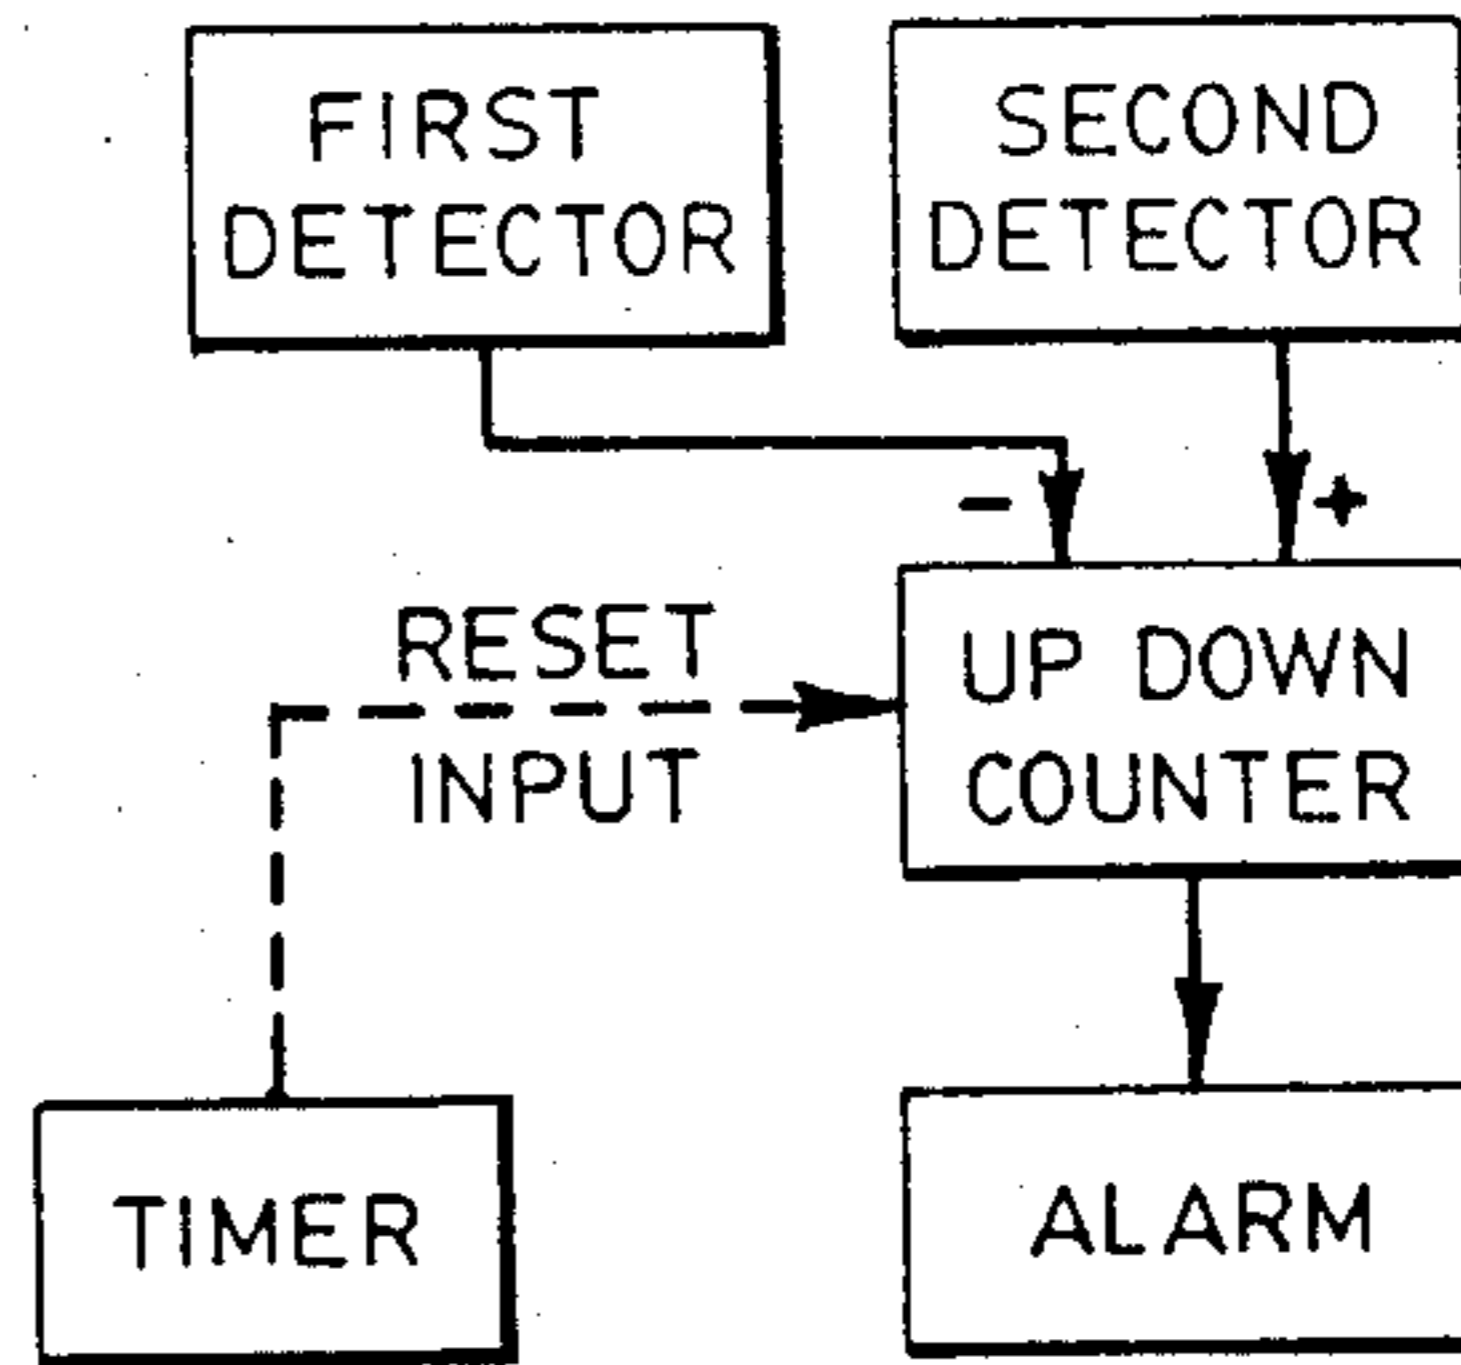 FIRST
DETECTOR
SECOND
DETECTOR
- +
RESET
INPUT
UP DOWN
COUNTER
TIMER
ALARM